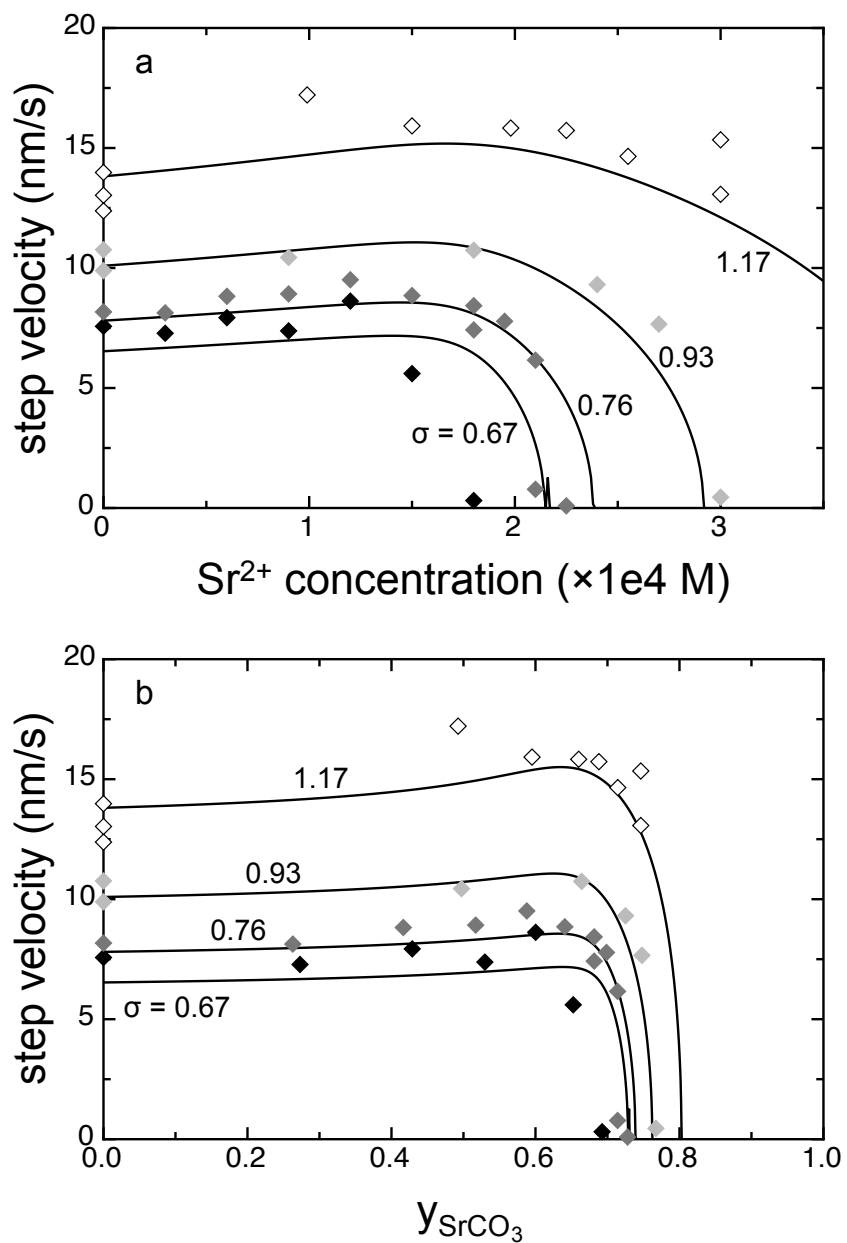 a
20
15
10
5
0
step velocity (nm/s)
1.17
0.93
0.76
σ = 0.67
0 1 2 3
Sr²⁺ concentration (×1e4 M)
b
20
15
10
5
0
step velocity (nm/s)
1.17
0.93
0.76
σ = 0.67
0.0 0.2 0.4 0.6 0.8 1.0
y_SrCO₃